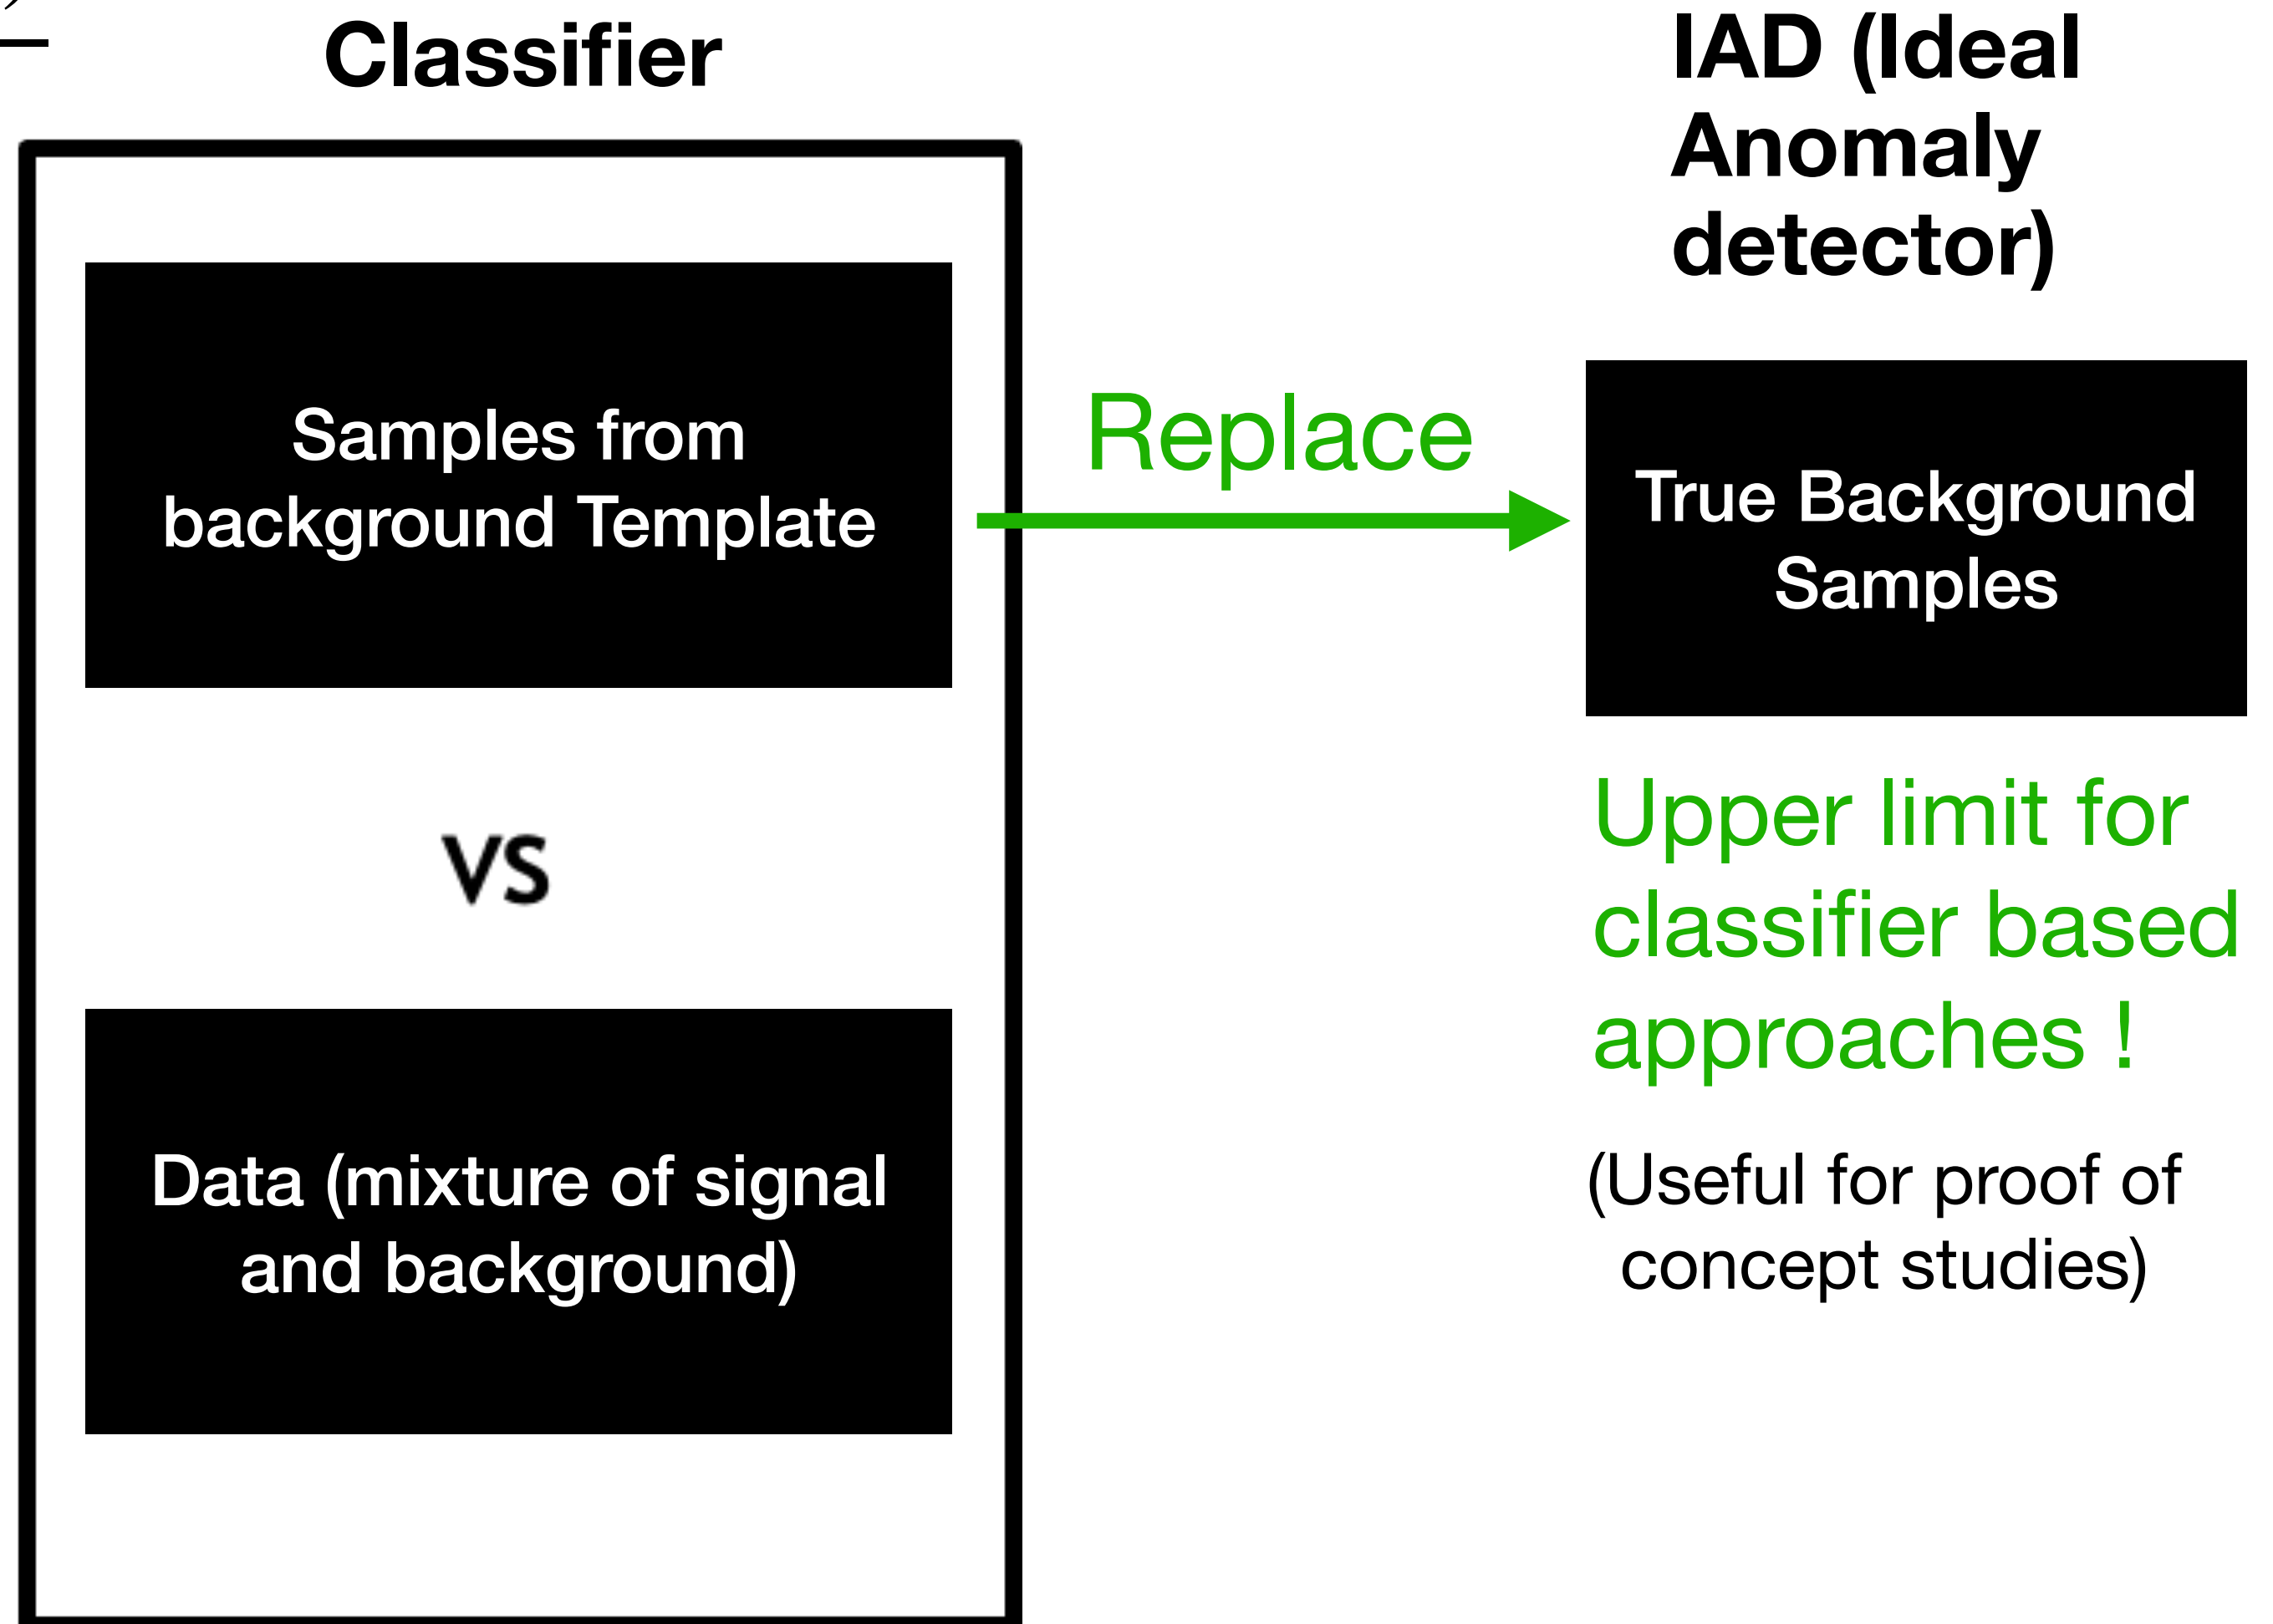 Classifier
Samples from
background Template
VS
Data (mixture of signal
and background)
Replace
IAD (Ideal
Anomaly
detector)
True Background
Samples
Upper limit for
classifier based
approaches !
(Useful for proof of
concept studies)